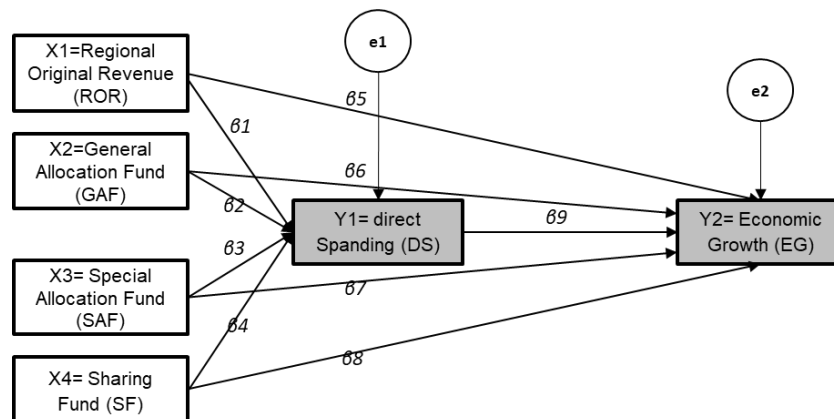 X1=Regional
Original Revenue
(ROR)
e1
e2
β5
β1
X2=General
Allocation Fund
(GAF)
β6
β2
Y1= direct
Spanding (DS)
β9
Y2= Economic
Growth (EG)
β3
X3= Special
Allocation Fund
(SAF)
β7
β4
X4= Sharing
Fund (SF)
β8